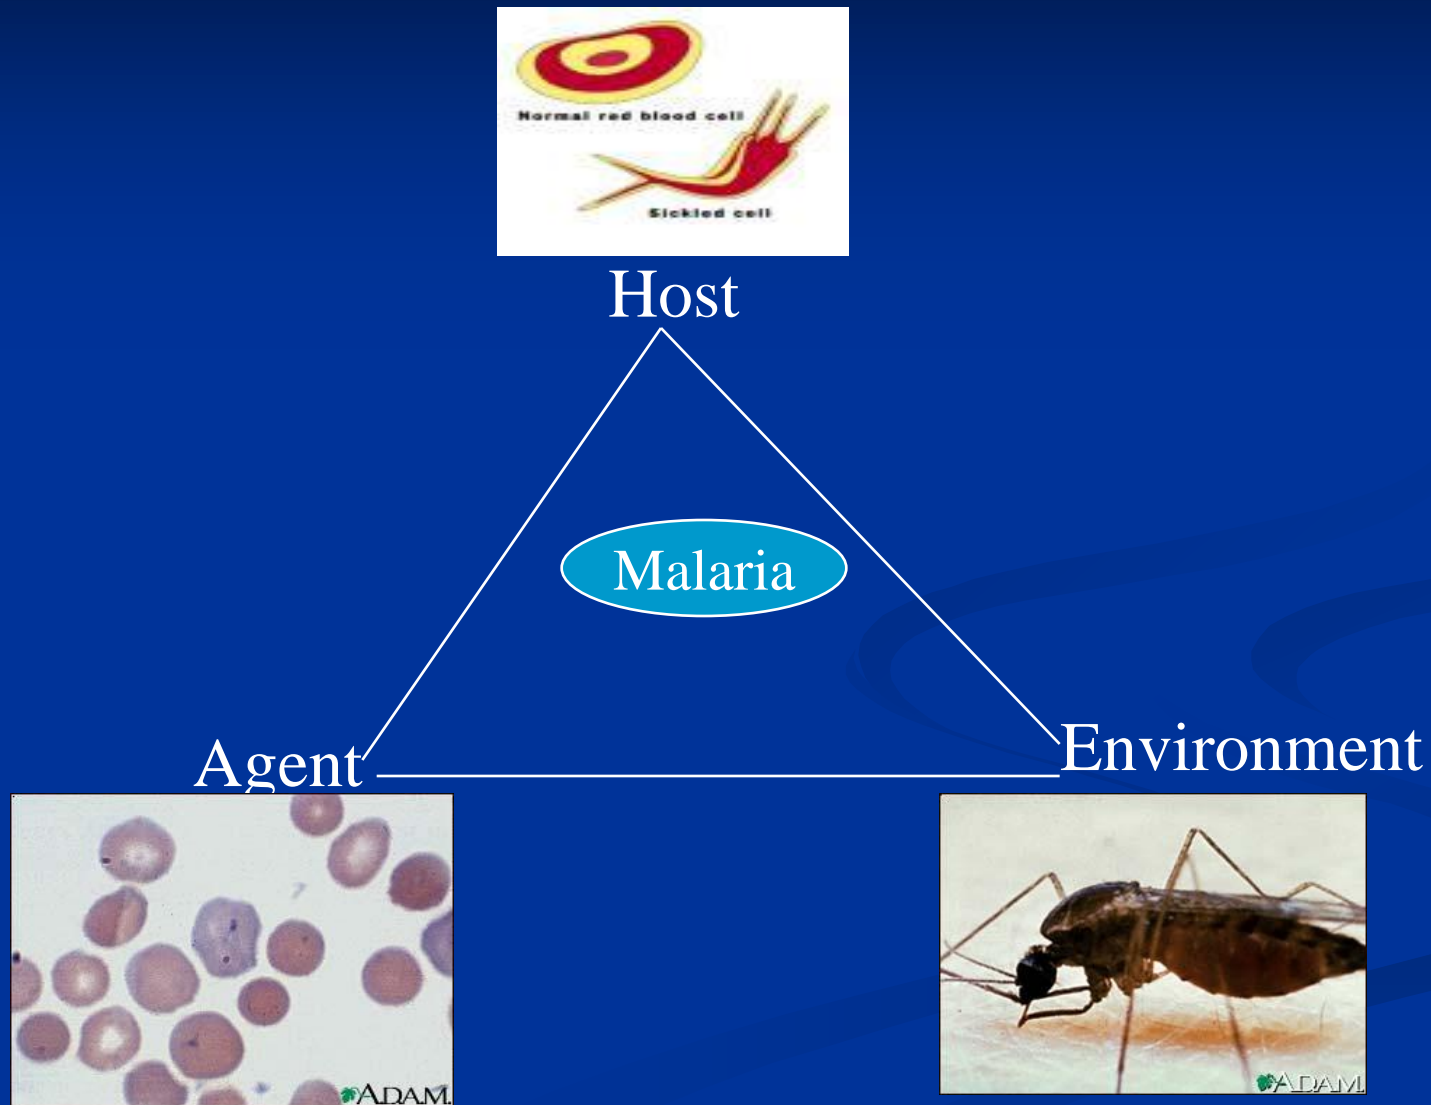 Normal red blood cell
Sickled cell
Host
Malaria
Agent
Environment
ADAM.
ADAM.